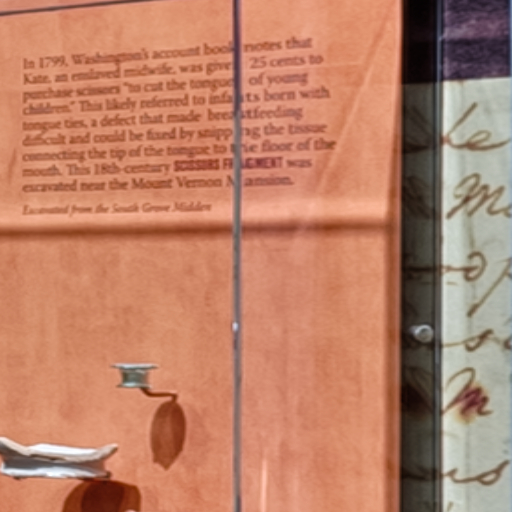 In 1799, Washington's account book notes that
Kate, an enslaved midwife, was given 25 cents to
purchase scissors "to cut the tongues of young
children." This likely referred to infants born with
tongue ties, a defect that made breastfeeding
difficult and could be fixed by snipping the tissue
connecting the tip of the tongue to the floor of the
mouth. This 18th-century SCISSORS FRAGMENT was
excavated near the Mount Vernon Mansion.
Excavated from the South Grove Midden